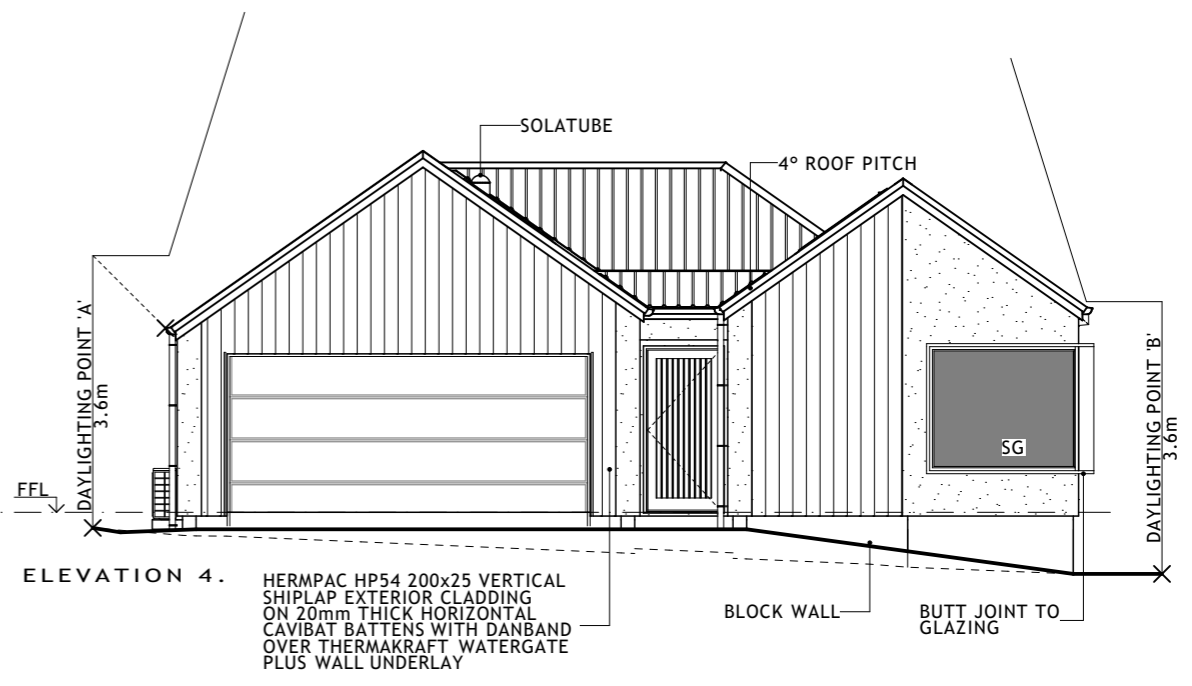 SOLATUBE
4° ROOF PITCH
DAYLIGHTING POINT 'A'
3.6m
DAYLIGHTING POINT 'B'
3.6m
SG
FFL
ELEVATION 4.
HERMPAC HP54 200x25 VERTICAL
SHIPLAP EXTERIOR CLADDING
ON 20mm THICK HORIZONTAL
CAVIBAT BATTENS WITH DANBAND
OVER THERMAKRAFT WATERGATE
PLUS WALL UNDERLAY
BLOCK WALL
BUTT JOINT TO
GLAZING